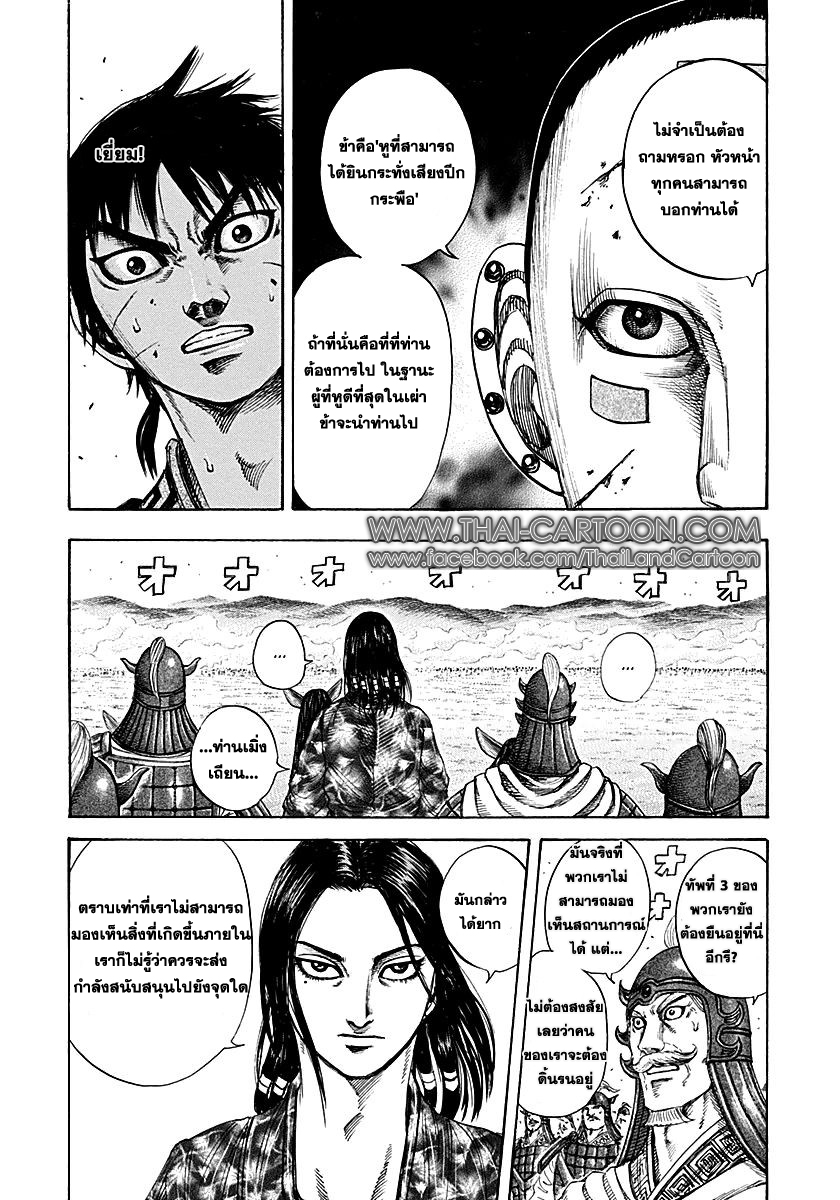 ไม่จำเป็นต้อง
ถามหรอก หัวหน้า
ทุกคนสามารถ
บอกท่านได้
ข้าคือ'หูที่สามารถ
ได้ยินกระทั่งเสียงปีก
กระพือ'
ถ้าที่นั่นคือที่ที่ท่าน
ต้องการไป ในฐานะ
ผู้ที่หูดีที่สุดในเผ่า
ข้าจะนำท่านไป
เยี่ยม!
WWW.THAI-CARTOON.COM
www.facebook.com/ThaiLandCartoon
オ オ オ オ オ オ オ
...
...
...ท่านเมิ่ง
เถียน...
ทัพที่ 3 ของ
พวกเรายัง
ต้องยืนอยู่ที่นี่
อีกรึ?
オ
オ
มันจริงที่
พวกเราไม่
สามารถมอง
เห็นสถานการณ์
ได้ แต่...
ไม่ต้องสงสัย
เลยว่าคน
ของเราจะต้อง
ดิ้นรนอยู่
มันกล่าว
ได้ยาก
ตราบเท่าที่เราไม่สามารถ
มองเห็นสิ่งที่เกิดขึ้นภายใน
เราก็ไม่รู้ว่าควรจะส่ง
กำลังสนับสนุนไปยังจุดใด